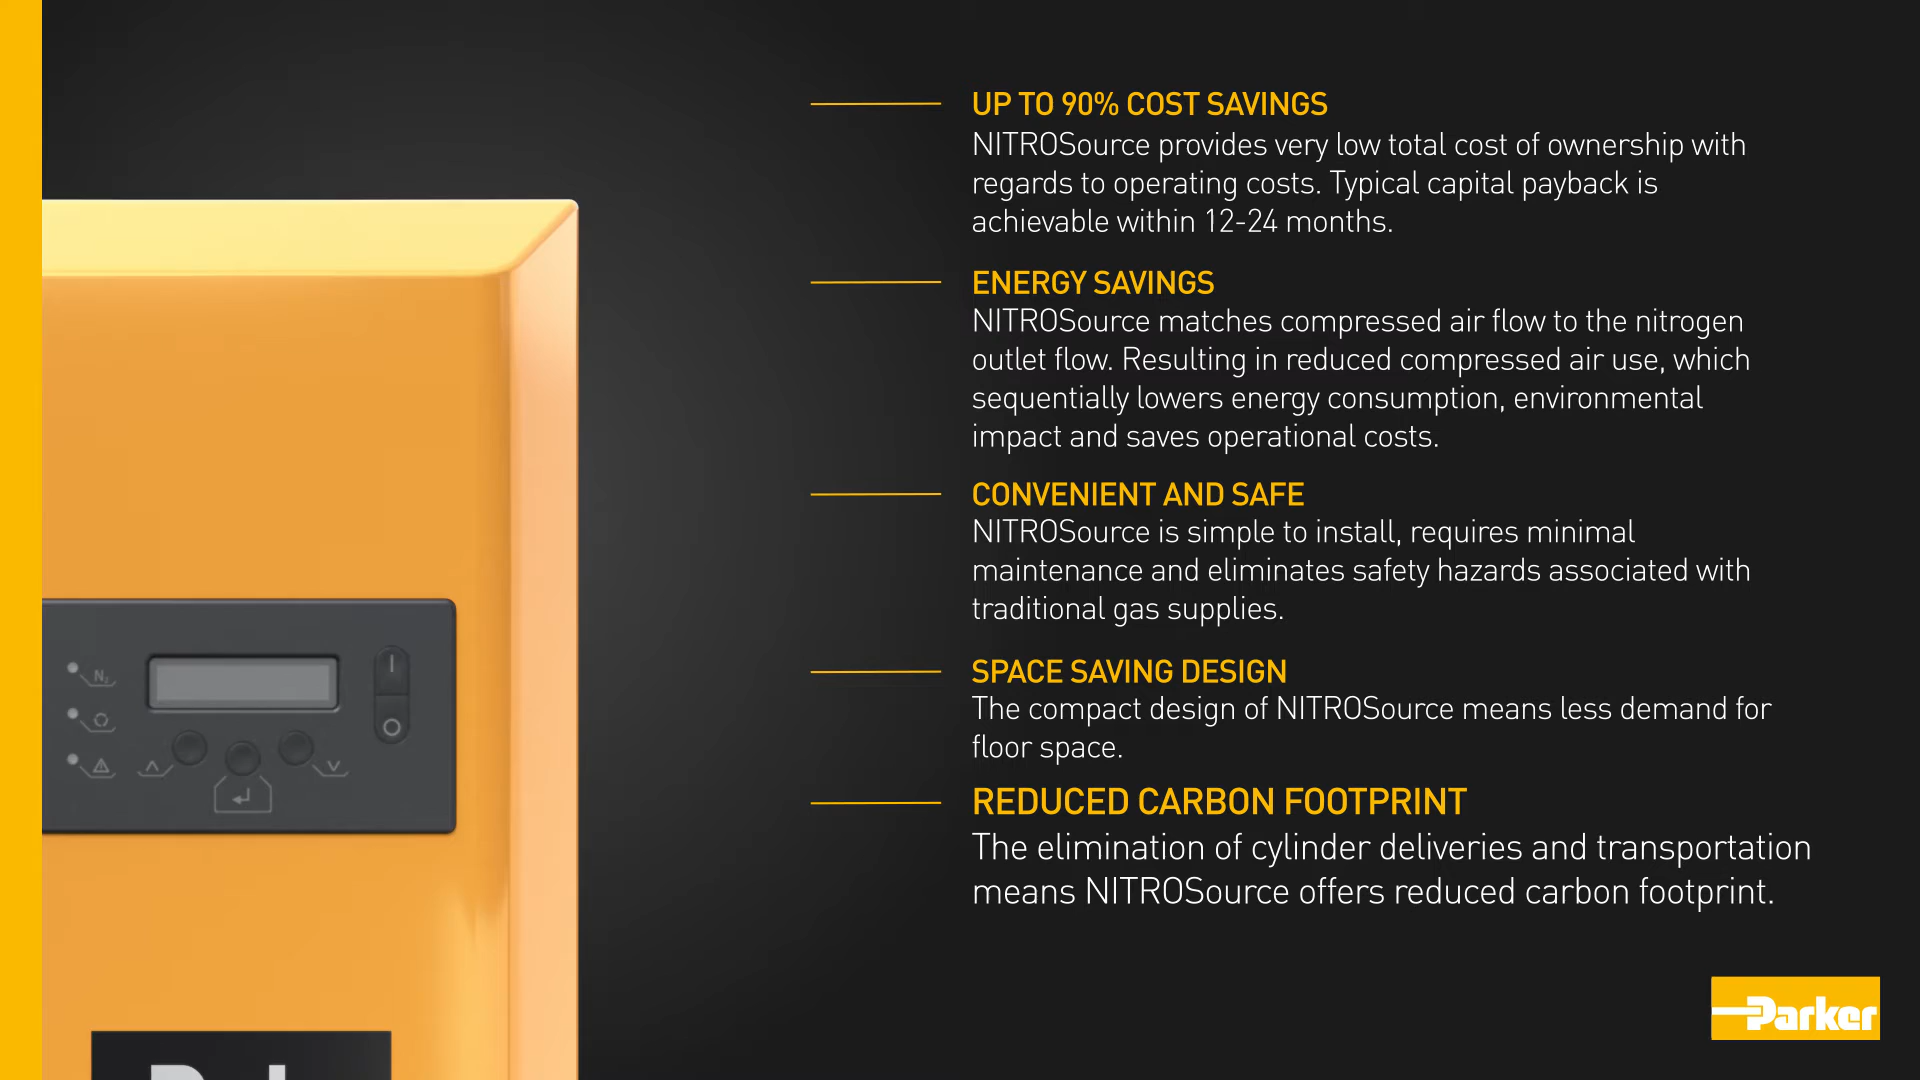 UP TO 90% COST SAVINGS
NITROSource provides very low total cost of ownership with
regards to operating costs. Typical capital payback is
achievable within 12-24 months.
ENERGY SAVINGS
NITROSource matches compressed air flow to the nitrogen
outlet flow. Resulting in reduced compressed air use, which
sequentially lowers energy consumption, environmental
impact and saves operational costs.
CONVENIENT AND SAFE
NITROSource is simple to install, requires minimal
maintenance and eliminates safety hazards associated with
traditional gas supplies.
SPACE SAVING DESIGN
The compact design of NITROSource means less demand for
floor space.
REDUCED CARBON FOOTPRINT
The elimination of cylinder deliveries and transportation
means NITROSource offers reduced carbon footprint.
N₂
Parker